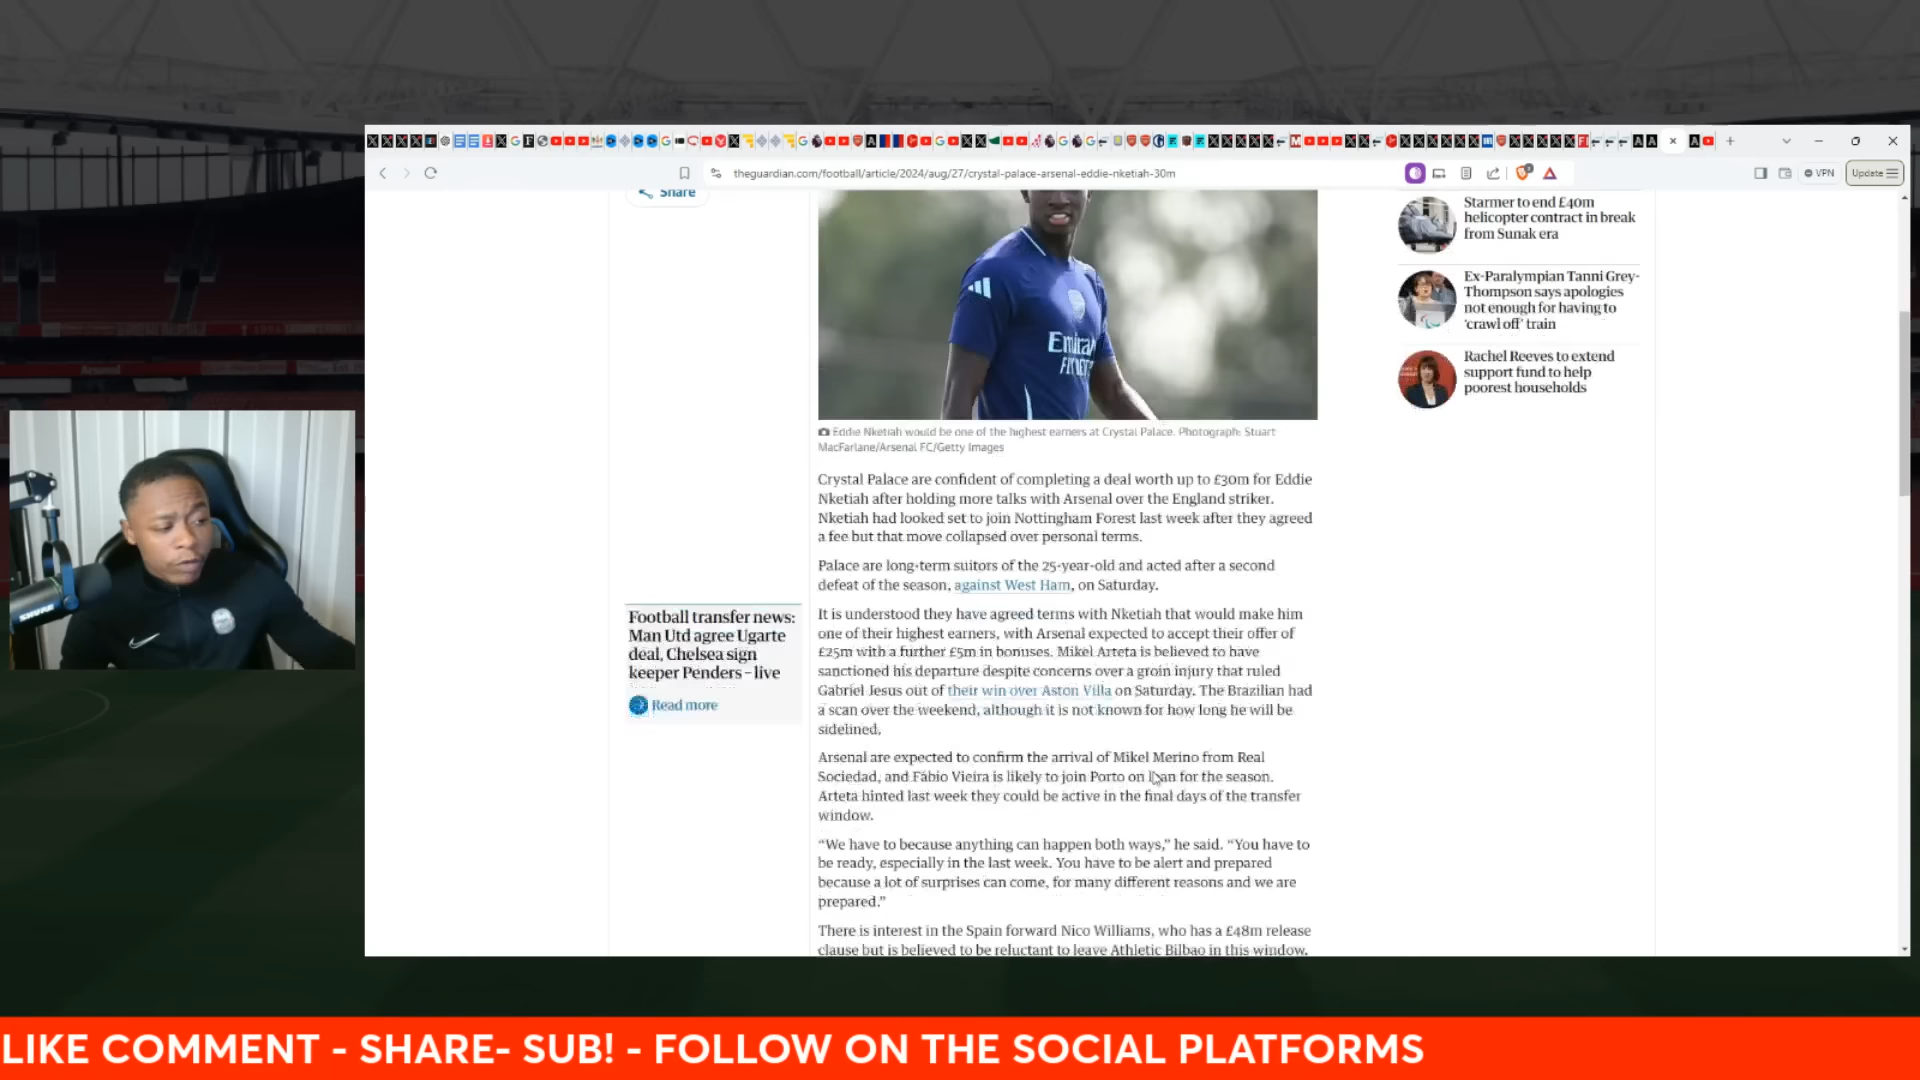 theguardian.com/football/article/2024/aug/27/crystal-palace-arsenal-eddie-nketiah-30m
VPN
Update
Share
Emirates
Arsenal
SHURE
Eddie Nketiah would be one of the highest earners at Crystal Palace. Photograph: Stuart
MacFarlane/Arsenal FC/Getty Images
Crystal Palace are confident of completing a deal worth up to £30m for Eddie
Nketiah after holding more talks with Arsenal over the England striker.
Nketiah had looked set to join Nottingham Forest last week after they agreed
a fee but that move collapsed over personal terms.
Palace are long-term suitors of the 25-year-old and acted after a second
defeat of the season, against West Ham, on Saturday.
It is understood they have agreed terms with Nketiah that would make him
one of their highest earners, with Arsenal expected to accept their offer of
£25m with a further £5m in bonuses. Mikel Arteta is believed to have
sanctioned his departure despite concerns over a groin injury that ruled
Gabriel Jesus out of their win over Aston Villa on Saturday. The Brazilian had
a scan over the weekend, although it is not known for how long he will be
sidelined.
Arsenal are expected to confirm the arrival of Mikel Merino from Real
Sociedad, and Fábio Vieira is likely to join Porto on loan for the season.
Arteta hinted last week they could be active in the final days of the transfer
window.
“We have to because anything can happen both ways,” he said. “You have to
be ready, especially in the last week. You have to be alert and prepared
because a lot of surprises can come, for many different reasons and we are
prepared.”
There is interest in the Spain forward Nico Williams, who has a £48m release
clause but is believed to be reluctant to leave Athletic Bilbao in this window.
Football transfer news:
Man Utd agree Ugarte
deal, Chelsea sign
keeper Penders – live
Read more
Starmer to end £40m
helicopter contract in break
from Sunak era
Ex-Paralympian Tanni Grey-
Thompson says apologies
not enough for having to
‘crawl off’ train
Rachel Reeves to extend
support fund to help
poorest households
LIKE COMMENT - SHARE- SUB! - FOLLOW ON THE SOCIAL PLATFORMS